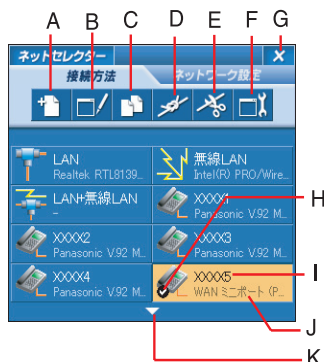 A B C D E F G
ネットセレクター X
接続方法 ネットワーク設定
LAN
Realtek RTL8139...
無線LAN
Intel(R) PRO/Wire...
LAN+無線LAN
-
XXXX1
Panasonic V.92 M...
XXXX2
Panasonic V.92 M...
XXXX3
Panasonic V.92 M...
XXXX4
Panasonic V.92 M...
XXXX5
WAN ミニポート (P...
H
I
J
K